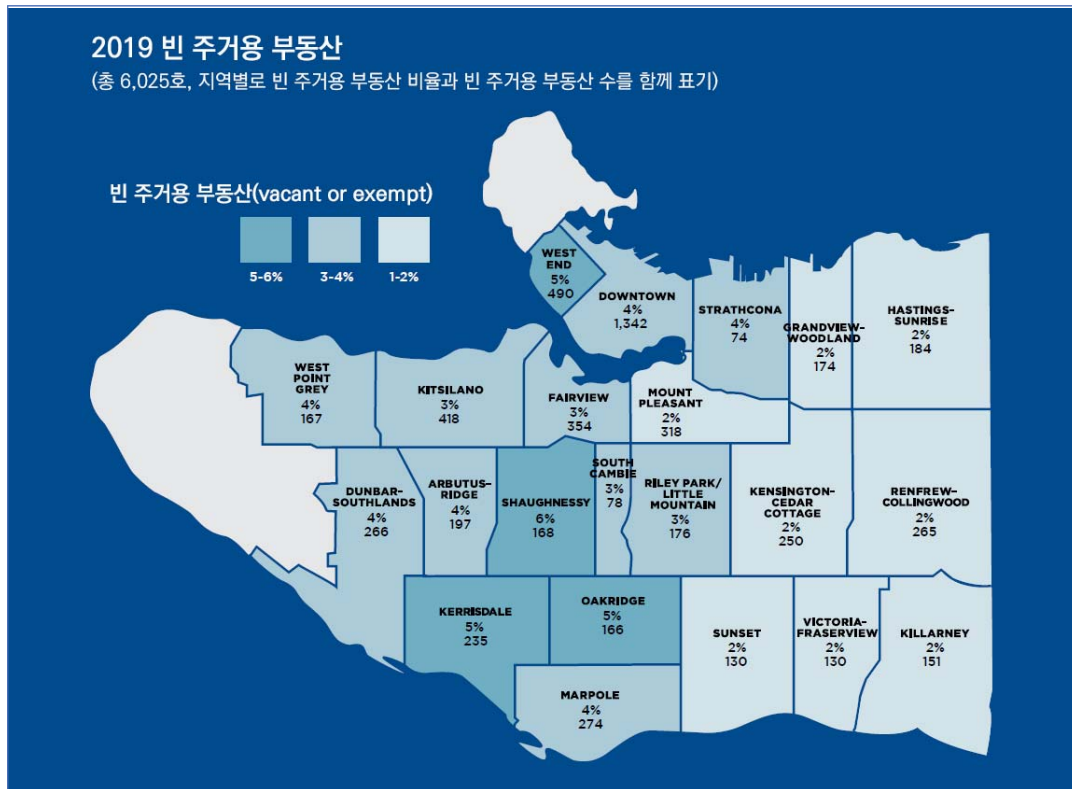 2019 빈 주거용 부동산
(총 6,025호, 지역별로 빈 주거용 부동산 비율과 빈 주거용 부동산 수를 함께 표기)
빈 주거용 부동산(vacant or exempt)
5-6%
3-4%
1-2%
WEST
END
5%
490
DOWNTOWN
4%
1,342
STRATHCONA
4%
74
GRANDVIEW-
WOODLAND
2%
174
HASTINGS-
SUNRISE
2%
184
WEST
POINT
GREY
4%
167
KITSILANO
3%
418
FAIRVIEW
3%
354
MOUNT
PLEASANT
2%
318
DUNBAR-
SOUTHLANDS
4%
266
ARBUTUS-
RIDGE
4%
197
SHAUGHNESSY
6%
168
SOUTH
CAMBIE
3%
78
RILEY PARK/
LITTLE
MOUNTAIN
3%
176
KENSINGTON-
CEDAR
COTTAGE
2%
250
RENFREW-
COLLINGWOOD
2%
265
KERRISDALE
5%
235
OAKRIDGE
5%
166
SUNSET
2%
130
VICTORIA-
FRASERVIEW
2%
130
KILLARNEY
2%
151
MARPOLE
4%
274